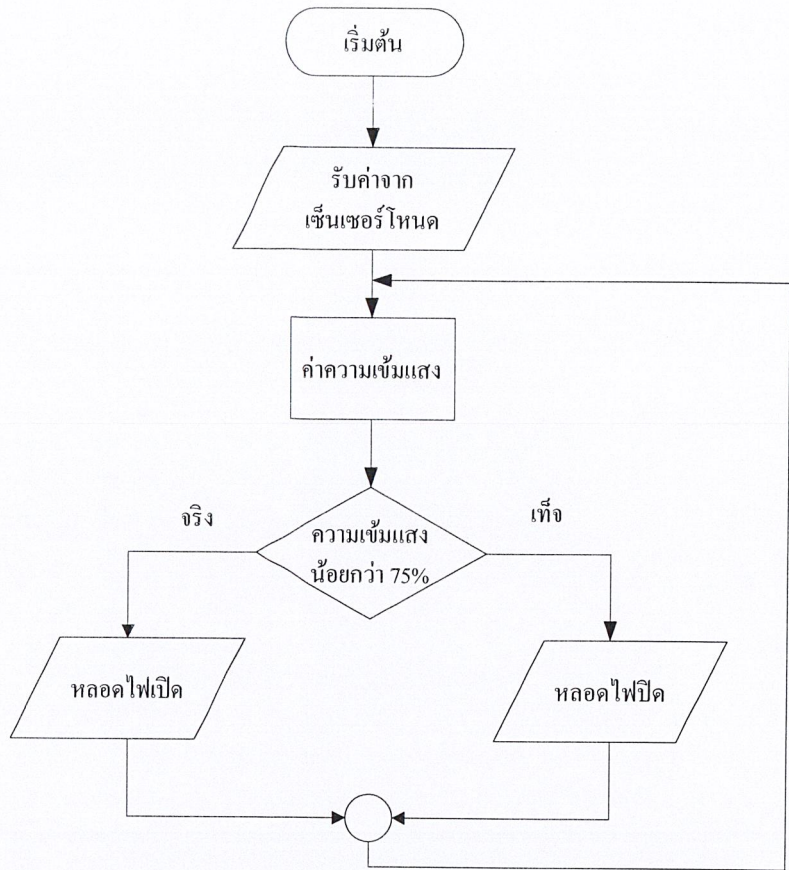 เริ่มต้น
รับค่าจาก
เซ็นเซอร์โหนด
ค่าความเข้มแสง
จริง
เท็จ
ความเข้มแสง
น้อยกว่า 75%
หลอดไฟเปิด
หลอดไฟปิด